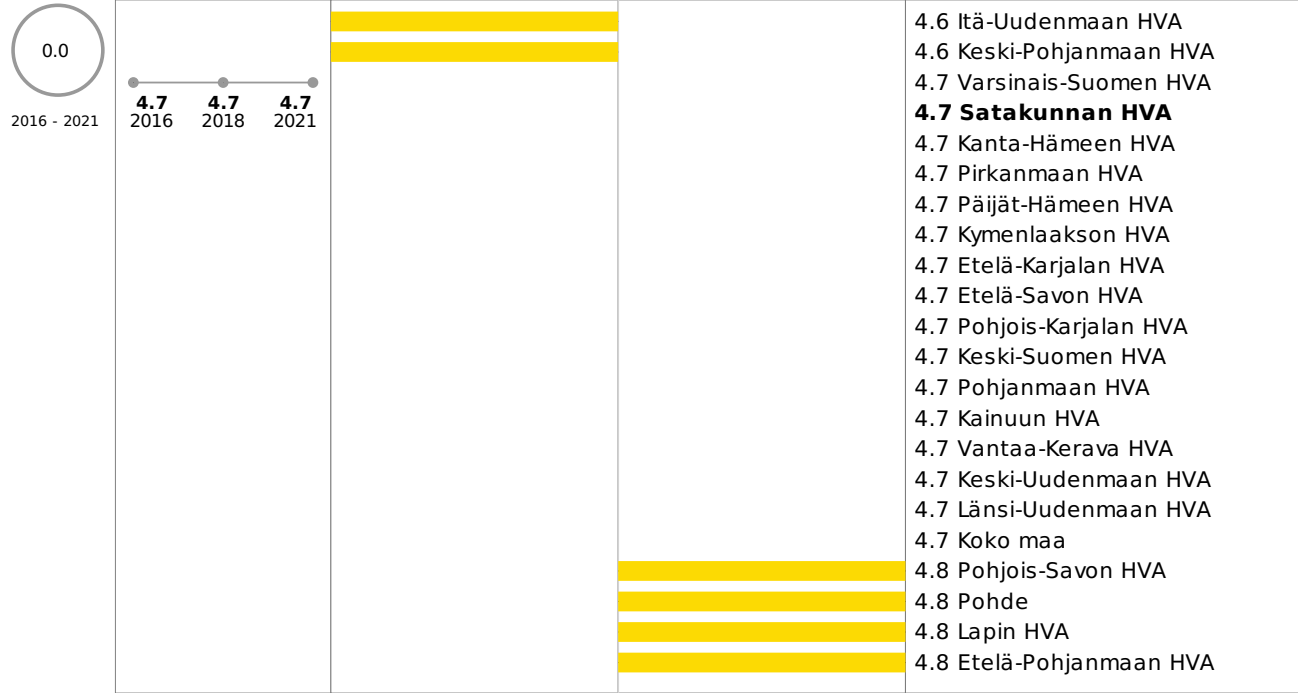 0.0
2016 - 2021
4.7 4.7 4.7
2016 2018 2021
4.6 Itä-Uudenmaan HVA
4.6 Keski-Pohjanmaan HVA
4.7 Varsinais-Suomen HVA
4.7 Satakunnan HVA
4.7 Kanta-Hämeen HVA
4.7 Pirkanmaan HVA
4.7 Päijät-Hämeen HVA
4.7 Kymenlaakson HVA
4.7 Etelä-Karjalan HVA
4.7 Etelä-Savon HVA
4.7 Pohjois-Karjalan HVA
4.7 Keski-Suomen HVA
4.7 Pohjanmaan HVA
4.7 Kainuun HVA
4.7 Vantaa-Kerava HVA
4.7 Keski-Uudenmaan HVA
4.7 Länsi-Uudenmaan HVA
4.7 Koko maa
4.8 Pohjois-Savon HVA
4.8 Pohde
4.8 Lapin HVA
4.8 Etelä-Pohjanmaan HVA